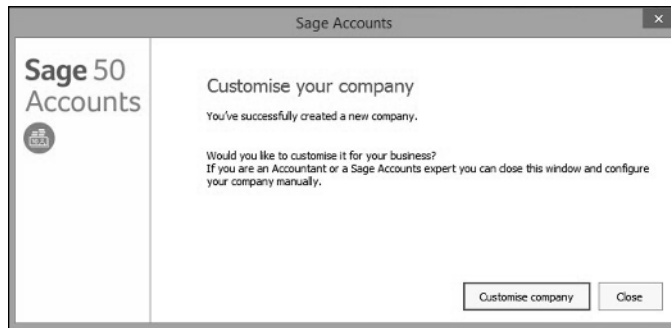 Sage Accounts
x
Sage 50
Accounts
Customise your company
You've successfully created a new company.
Would you like to customise it for your business?
If you are an Accountant or a Sage Accounts expert you can close this window and configure
your company manually.
Customise company
Close